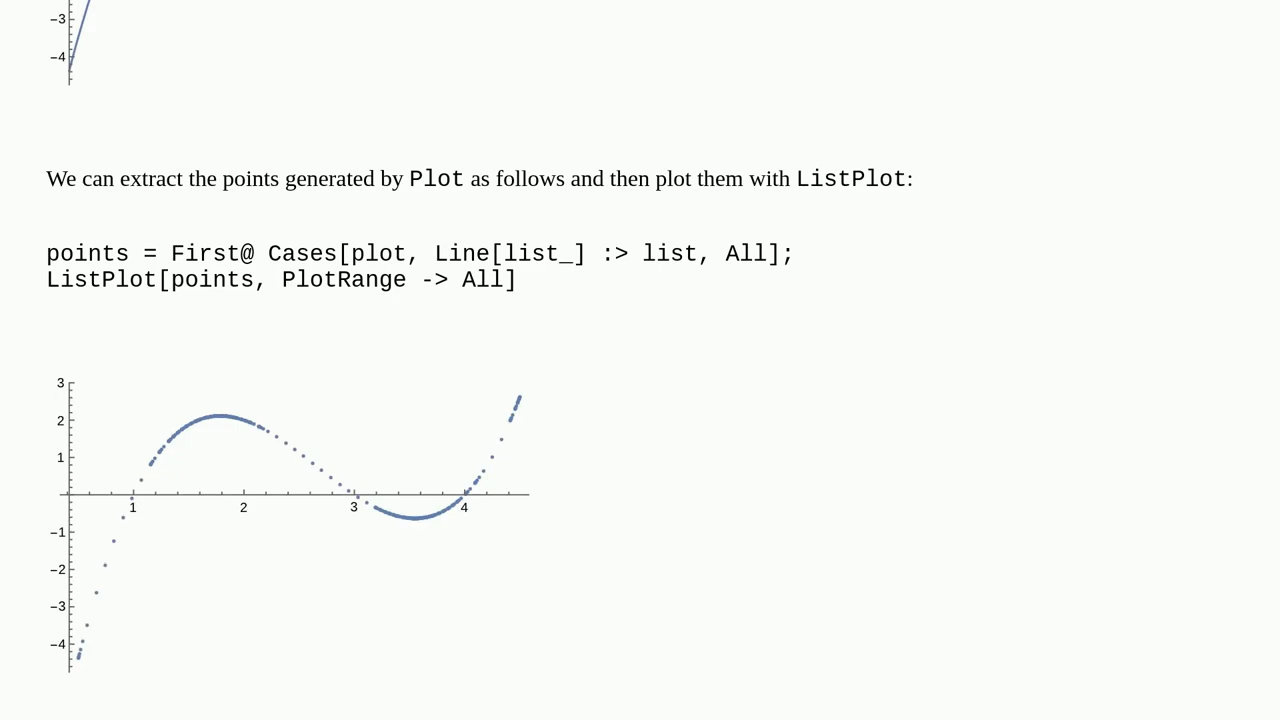 −3
−4
We can extract the points generated by Plot as follows and then plot them with ListPlot:
points = First@ Cases[plot, Line[list_] :> list, All];
ListPlot[points, PlotRange -> All]
3
2
1
1 2 3 4
−1
−2
−3
−4